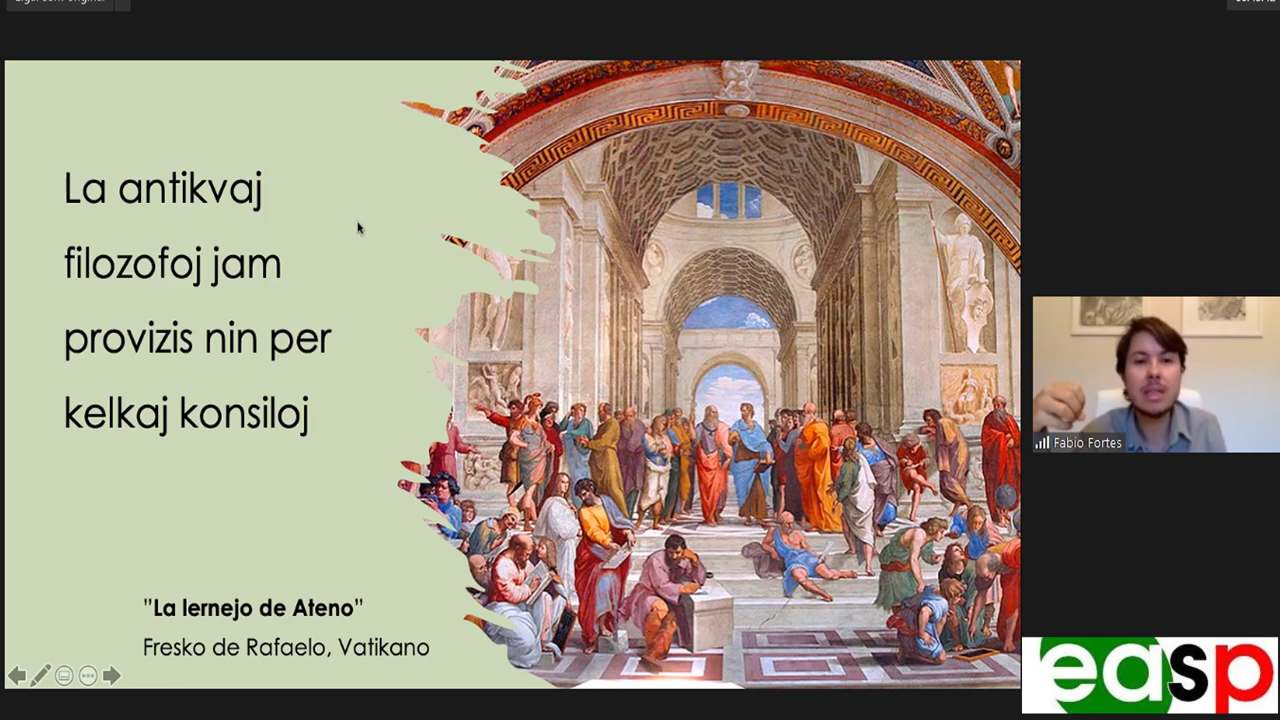 La antikvaj
filozofoj jam
provizis nin per
kelkaj konsiloj
"La lernejo de Ateno"
Fresko de Rafaelo, Vatikano
Fabio Fortes
easp